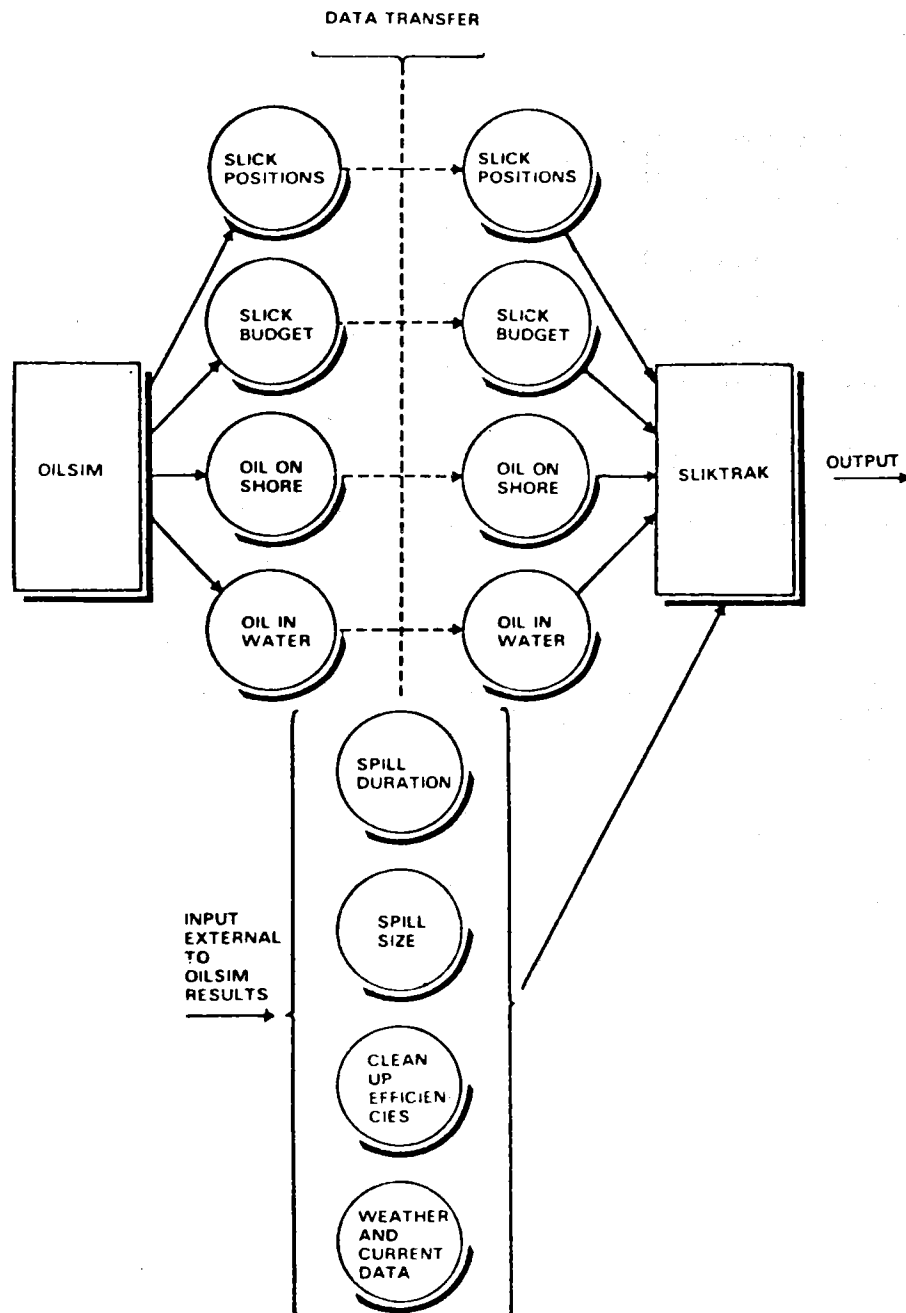 DATA TRANSFER
SLICK
POSITIONS
SLICK
POSITIONS
SLICK
BUDGET
SLICK
BUDGET
OILSIM
OIL ON
SHORE
OIL ON
SHORE
SLIKTRAK
OUTPUT
OIL IN
WATER
OIL IN
WATER
SPILL
DURATION
INPUT
EXTERNAL
TO
OILSIM
RESULTS
SPILL
SIZE
CLEAN
UP
EFFICIEN-
CIES
WEATHER
AND
CURRENT
DATA